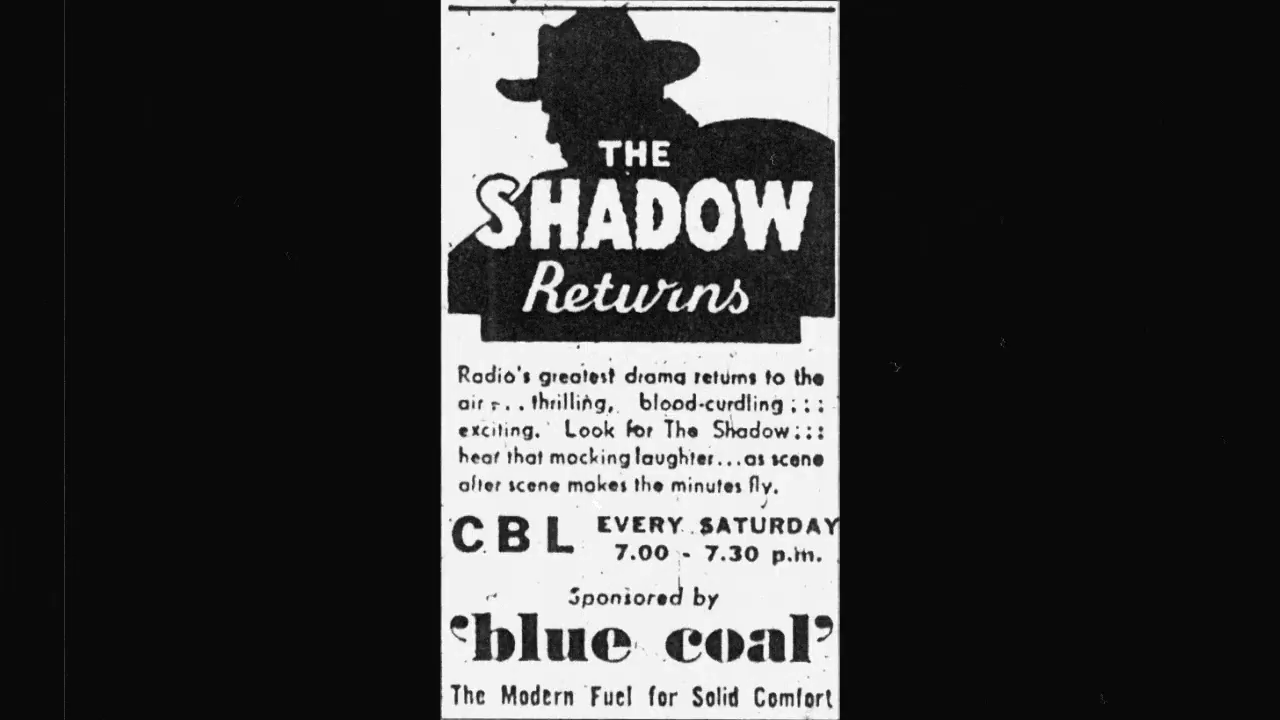 THE
SHADOW
Returns
Radio's greatest drama returns to the
air ... thrilling, blood-curdling :::
exciting. Look for The Shadow:::
hear that mocking laughter...as scene
after scene makes the minutes fly.
CBL EVERY SATURDAY
7.00 - 7.30 p.m.
Sponsored by
'blue coal'
The Modern Fuel for Solid Comfort